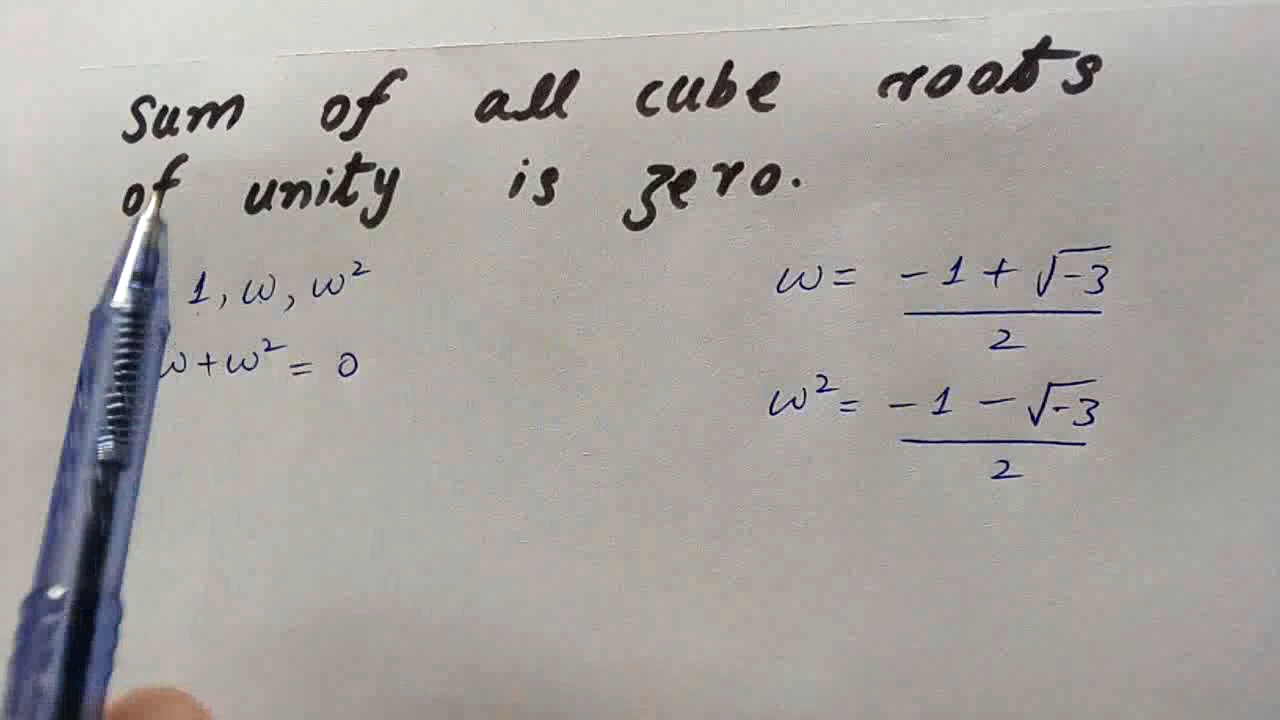 sum of all cube roots
of unity is zero.
1, ω, ω²
ω + ω² = 0
ω = (-1 + √-3) / 2
ω² = (-1 - √-3) / 2